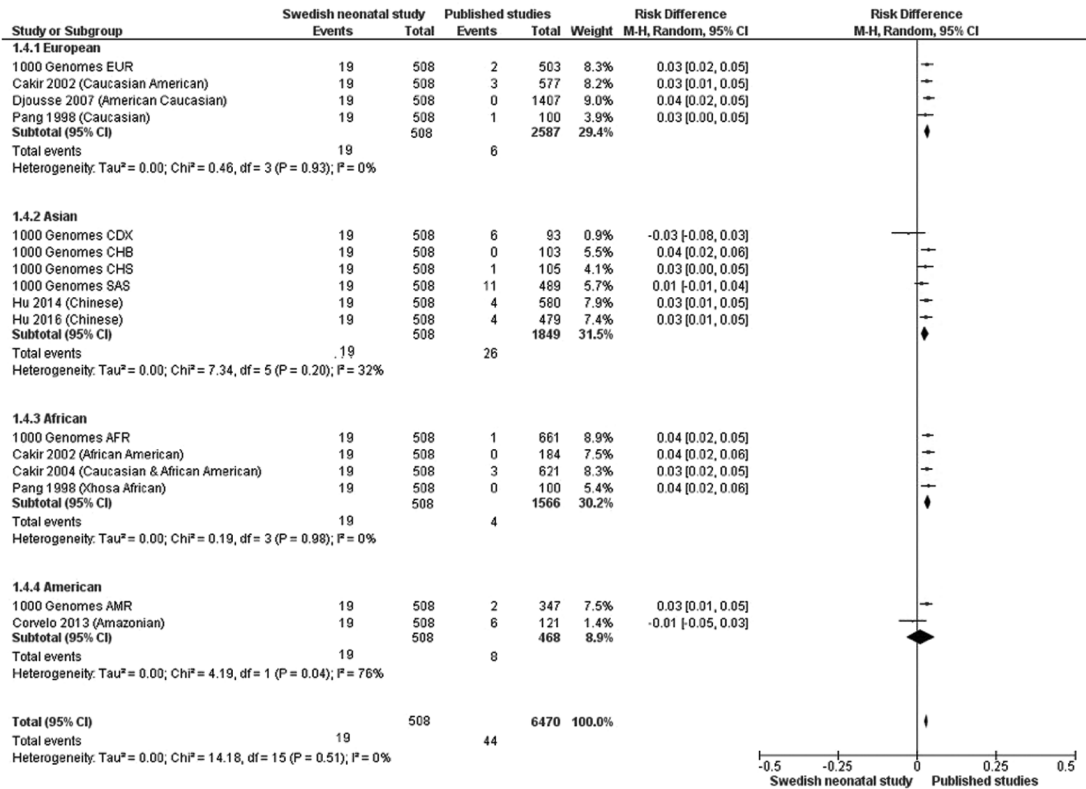 Swedish neonatal study Published studies Risk Difference Risk Difference
Study or Subgroup Events Total Events Total Weight M-H, Random, 95% CI M-H, Random, 95% CI
1.4.1 European
1000 Genomes EUR 19 508 2 503 8.3% 0.03 [0.02, 0.05]
Cakir 2002 (Caucasian American) 19 508 3 577 8.2% 0.03 [0.01, 0.05]
Djousse 2007 (American Caucasian) 19 508 0 1407 9.0% 0.04 [0.02, 0.05]
Pang 1998 (Caucasian) 19 508 1 100 3.9% 0.03 [0.00, 0.05]
Subtotal (95% CI) 508 2587 29.4%
Total events 19 6
Heterogeneity: Tau² = 0.00; Chi² = 0.46, df = 3 (P = 0.93); I² = 0%
1.4.2 Asian
1000 Genomes CDX 19 508 6 93 0.9% -0.03 [-0.08, 0.03]
1000 Genomes CHB 19 508 0 103 5.5% 0.04 [0.02, 0.06]
1000 Genomes CHS 19 508 1 105 4.1% 0.03 [0.00, 0.05]
1000 Genomes SAS 19 508 11 489 5.7% 0.01 [-0.01, 0.04]
Hu 2014 (Chinese) 19 508 4 580 7.9% 0.03 [0.01, 0.05]
Hu 2016 (Chinese) 19 508 4 479 7.4% 0.03 [0.01, 0.05]
Subtotal (95% CI) 508 1849 31.5%
Total events 19 26
Heterogeneity: Tau² = 0.00; Chi² = 7.34, df = 5 (P = 0.20); I² = 32%
1.4.3 African
1000 Genomes AFR 19 508 1 661 8.9% 0.04 [0.02, 0.05]
Cakir 2002 (African American) 19 508 0 184 7.5% 0.04 [0.02, 0.06]
Cakir 2004 (Caucasian & African American) 19 508 3 621 8.3% 0.03 [0.02, 0.05]
Pang 1998 (Xhosa African) 19 508 0 100 5.4% 0.04 [0.02, 0.06]
Subtotal (95% CI) 508 1566 30.2%
Total events 19 4
Heterogeneity: Tau² = 0.00; Chi² = 0.19, df = 3 (P = 0.98); I² = 0%
1.4.4 American
1000 Genomes AMR 19 508 2 347 7.5% 0.03 [0.01, 0.05]
Corvelo 2013 (Amazonian) 19 508 6 121 1.4% -0.01 [-0.05, 0.03]
Subtotal (95% CI) 508 468 8.9%
Total events 19 8
Heterogeneity: Tau² = 0.00; Chi² = 4.19, df = 1 (P = 0.04); I² = 76%
Total (95% CI) 508 6470 100.0%
Total events 19 44
Heterogeneity: Tau² = 0.00; Chi² = 14.18, df = 15 (P = 0.51); I² = 0%
-0.5 -0.25 0 0.25 0.5
Swedish neonatal study Published studies